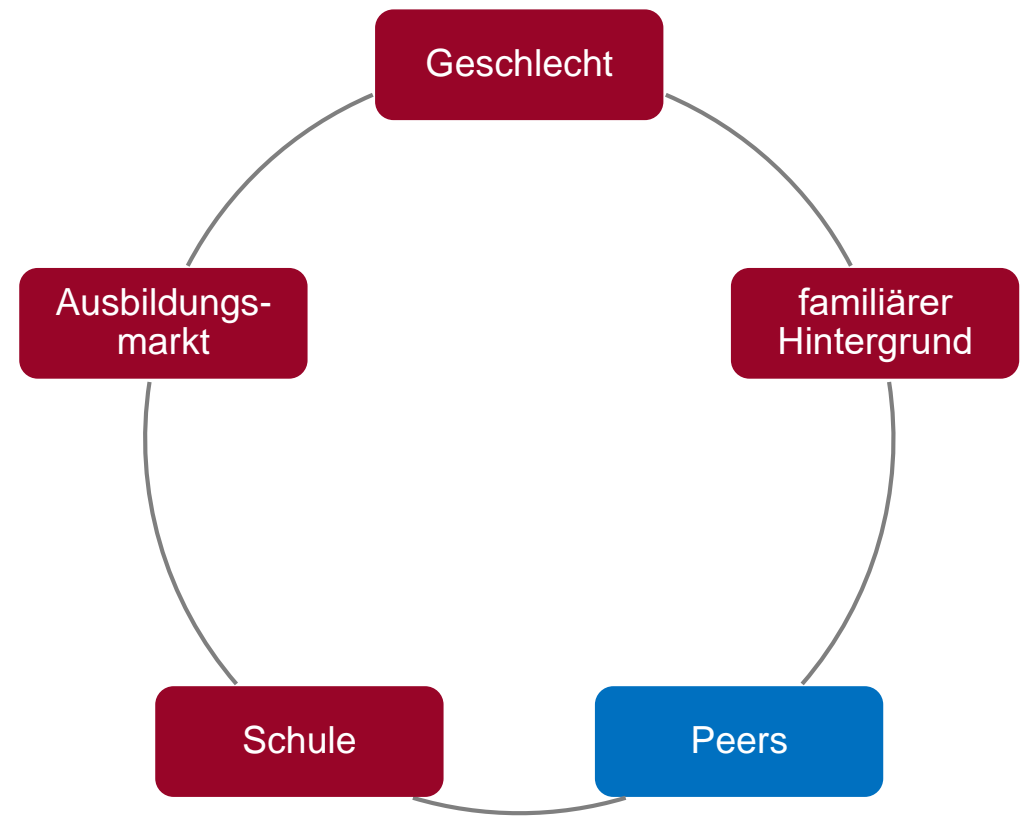 Geschlecht
familiärer
Hintergrund
Peers
Schule
Ausbildungs-
markt